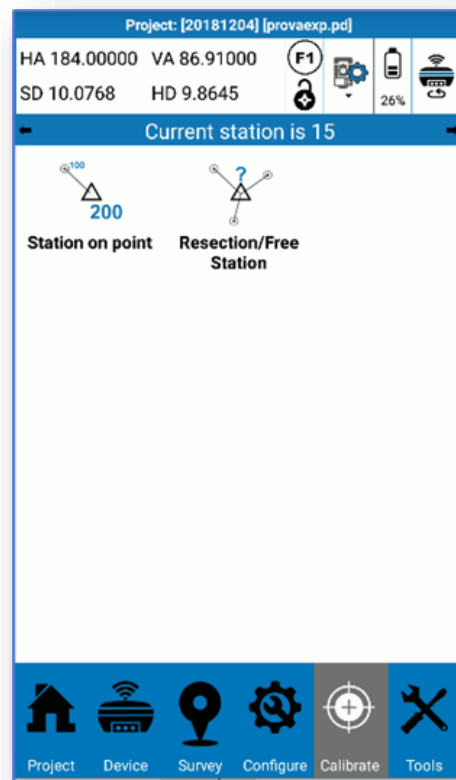 Project: [20181204] [provaexp.pd]
HA 184.00000 VA 86.91000
F1
SD 10.0768 HD 9.8645
26%
Current station is 15
100
200
?
Station on point
Resection/Free
Station
Project Device Survey Configure Calibrate Tools